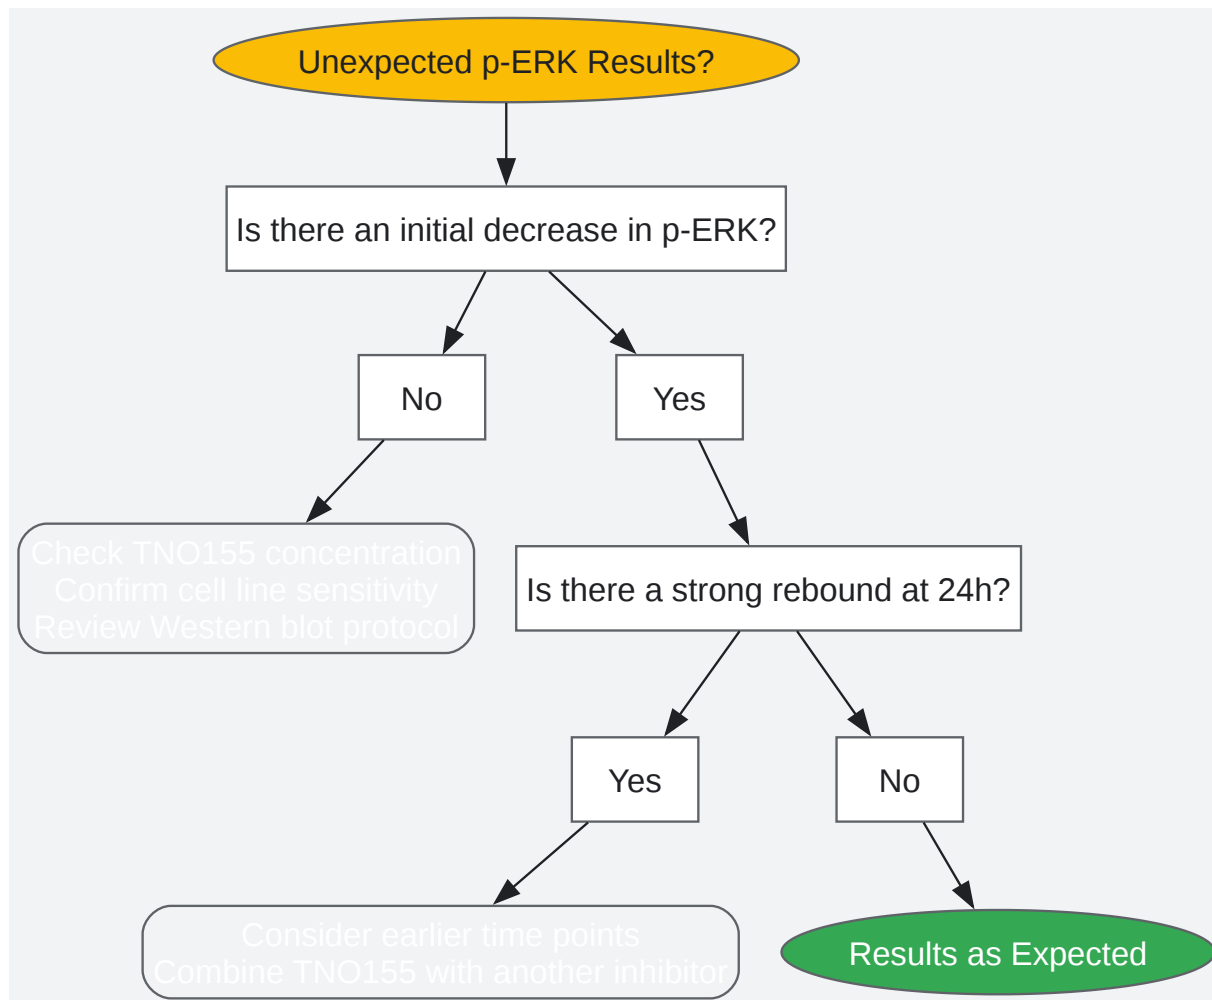 Unexpected p-ERK Results?
Is there an initial decrease in p-ERK?
No
Yes
Check TNO155 concentration
Confirm cell line sensitivity
Review Western blot protocol
Is there a strong rebound at 24h?
Yes
No
Consider earlier time points
Combine TNO155 with another inhibitor
Results as Expected